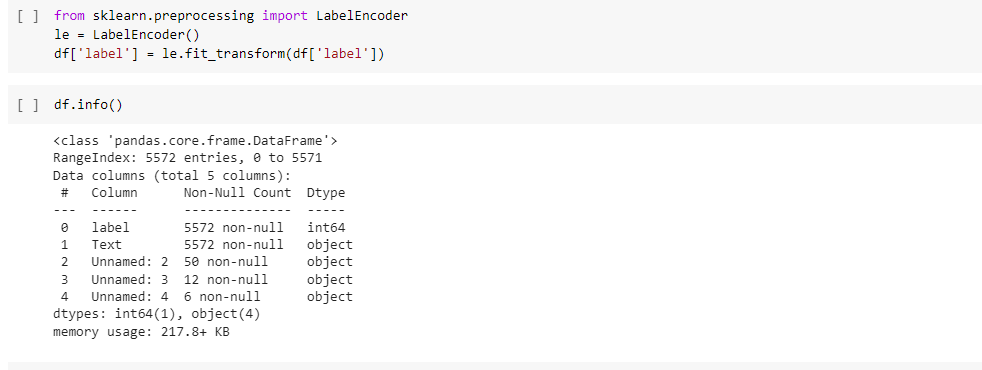 [ ] from sklearn.preprocessing import LabelEncoder
le = LabelEncoder()
df['label'] = le.fit_transform(df['label'])
[ ] df.info()
<class 'pandas.core.frame.DataFrame'>
RangeIndex: 5572 entries, 0 to 5571
Data columns (total 5 columns):
 #   Column      Non-Null Count  Dtype
---  ------      --------------  -----
 0   label       5572 non-null   int64
 1   Text        5572 non-null   object
 2   Unnamed: 2  50 non-null     object
 3   Unnamed: 3  12 non-null     object
 4   Unnamed: 4  6 non-null      object
dtypes: int64(1), object(4)
memory usage: 217.8+ KB